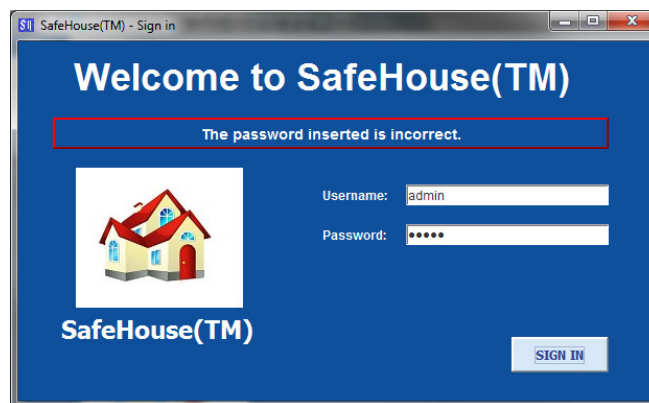 SafeHouse(TM) - Sign in
Welcome to SafeHouse(TM)
The password inserted is incorrect.
Username: admin
Password: •••••
SafeHouse(TM)
SIGN IN